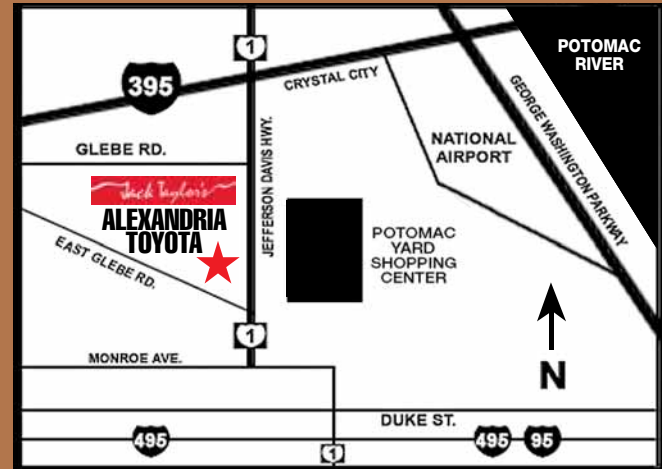 1
POTOMAC
RIVER
395
CRYSTAL CITY
GEORGE WASHINGTON PARKWAY
GLEBE RD.
JEFFERSON DAVIS HWY.
NATIONAL
AIRPORT
Jack Taylor's
ALEXANDRIA
TOYOTA
EAST GLEBE RD.
POTOMAC
YARD
SHOPPING
CENTER
1
MONROE AVE.
N
DUKE ST.
495
1
495
95